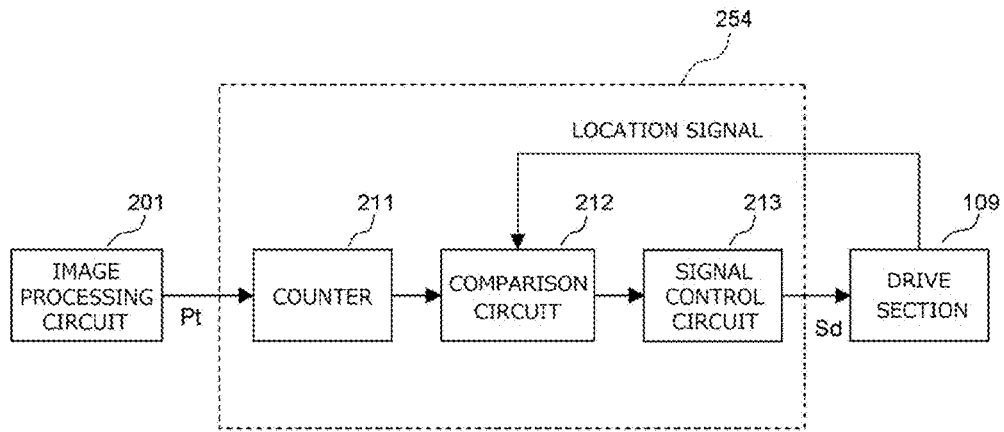 254
LOCATION SIGNAL
201
211
212
213
109
IMAGE
PROCESSING
CIRCUIT
Pt
COUNTER
COMPARISON
CIRCUIT
SIGNAL
CONTROL
CIRCUIT
Sd
DRIVE
SECTION